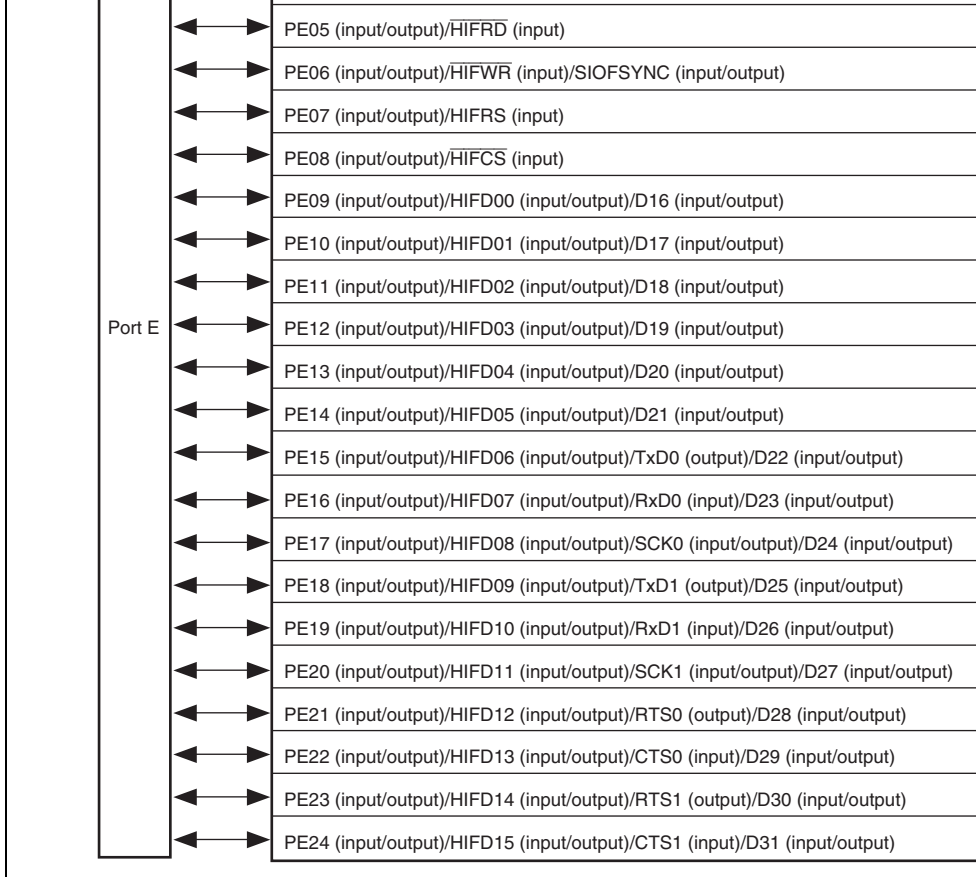 PE05 (input/output)/H̅I̅F̅R̅D̅ (input)
PE06 (input/output)/H̅I̅F̅W̅R̅ (input)/SIOFSYNC (input/output)
PE07 (input/output)/HIFRS (input)
PE08 (input/output)/H̅I̅F̅C̅S̅ (input)
PE09 (input/output)/HIFD00 (input/output)/D16 (input/output)
PE10 (input/output)/HIFD01 (input/output)/D17 (input/output)
PE11 (input/output)/HIFD02 (input/output)/D18 (input/output)
Port E
PE12 (input/output)/HIFD03 (input/output)/D19 (input/output)
PE13 (input/output)/HIFD04 (input/output)/D20 (input/output)
PE14 (input/output)/HIFD05 (input/output)/D21 (input/output)
PE15 (input/output)/HIFD06 (input/output)/TxD0 (output)/D22 (input/output)
PE16 (input/output)/HIFD07 (input/output)/RxD0 (input)/D23 (input/output)
PE17 (input/output)/HIFD08 (input/output)/SCK0 (input/output)/D24 (input/output)
PE18 (input/output)/HIFD09 (input/output)/TxD1 (output)/D25 (input/output)
PE19 (input/output)/HIFD10 (input/output)/RxD1 (input)/D26 (input/output)
PE20 (input/output)/HIFD11 (input/output)/SCK1 (input/output)/D27 (input/output)
PE21 (input/output)/HIFD12 (input/output)/RTS0 (output)/D28 (input/output)
PE22 (input/output)/HIFD13 (input/output)/CTS0 (input)/D29 (input/output)
PE23 (input/output)/HIFD14 (input/output)/RTS1 (output)/D30 (input/output)
PE24 (input/output)/HIFD15 (input/output)/CTS1 (input)/D31 (input/output)